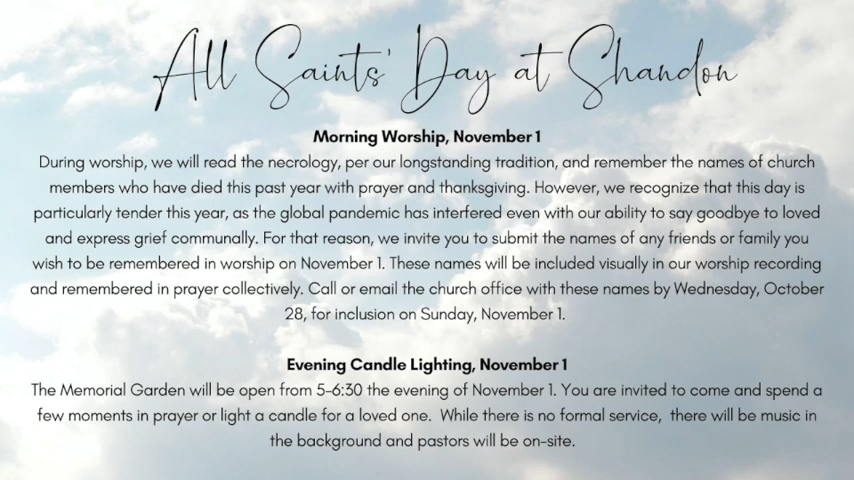 All Saints' Day at Shandon
Morning Worship, November 1
During worship, we will read the necrology, per our longstanding tradition, and remember the names of church
members who have died this past year with prayer and thanksgiving. However, we recognize that this day is
particularly tender this year, as the global pandemic has interfered even with our ability to say goodbye to loved
and express grief communally. For that reason, we invite you to submit the names of any friends or family you
wish to be remembered in worship on November 1. These names will be included visually in our worship recording
and remembered in prayer collectively. Call or email the church office with these names by Wednesday, October
28, for inclusion on Sunday, November 1.
Evening Candle Lighting, November 1
The Memorial Garden will be open from 5-6:30 the evening of November 1. You are invited to come and spend a
few moments in prayer or light a candle for a loved one. While there is no formal service, there will be music in
the background and pastors will be on-site.